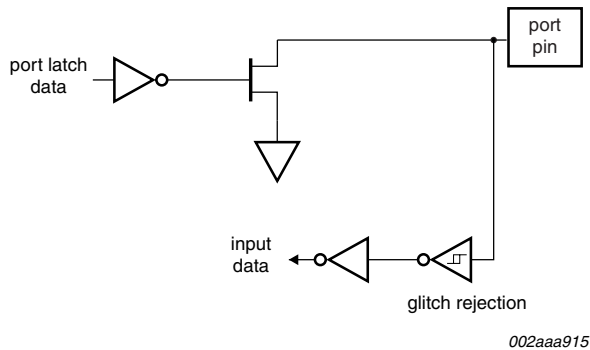 port latch
data
port
pin
input
data
glitch rejection
002aaa915